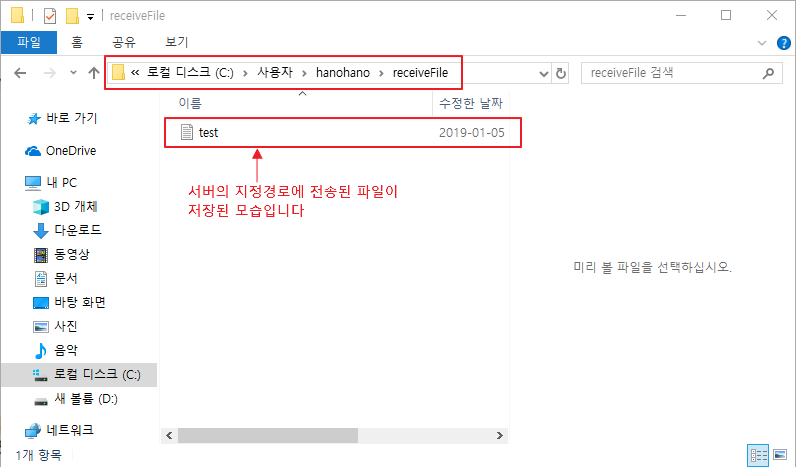 receiveFile
파일 홈 공유 보기
« 로컬 디스크 (C:) > 사용자 > hanohano > receiveFile
receiveFile 검색
이름 수정한 날짜
바로 가기
test 2019-01-05
OneDrive
내 PC
서버의 지정경로에 전송된 파일이
저장된 모습입니다
3D 개체
다운로드
동영상
문서
바탕 화면
사진
음악
로컬 디스크 (C:)
새 볼륨 (D:)
네트워크
미리 볼 파일을 선택하십시오.
1개 항목